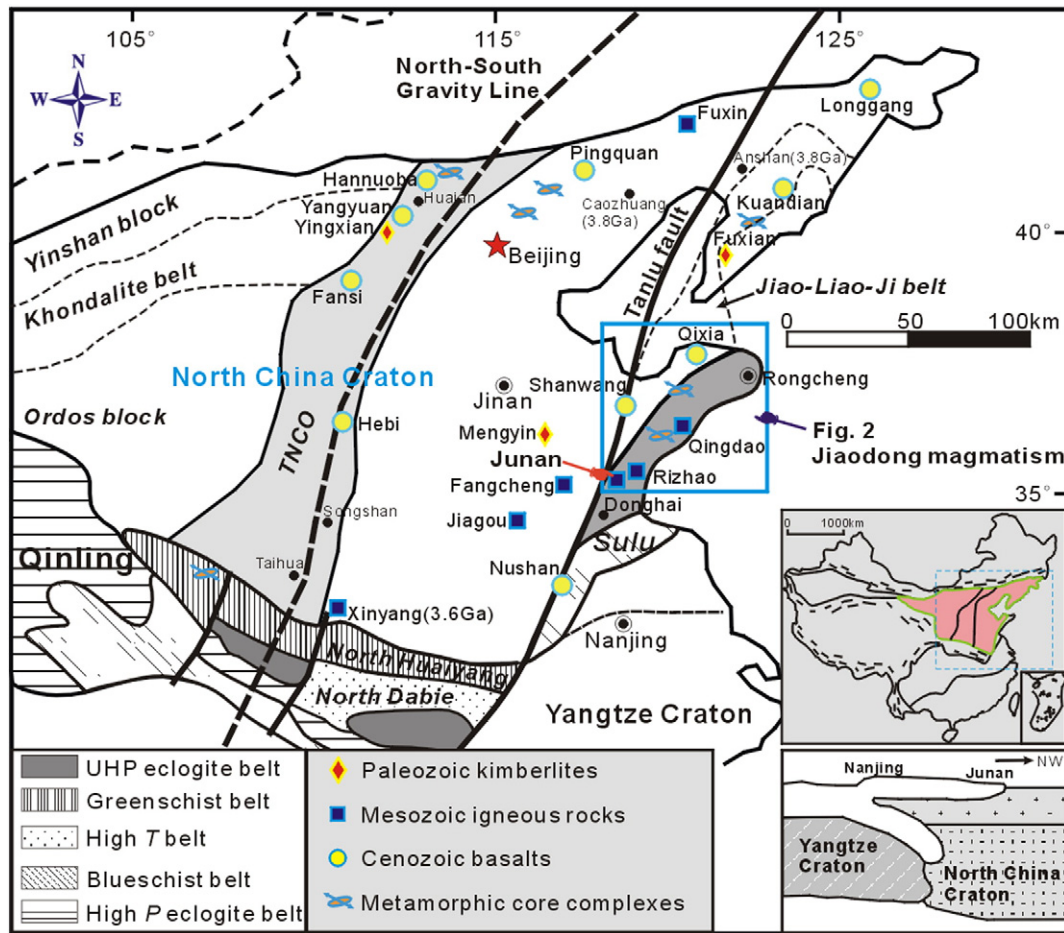 105°
115°
125°
N
W E
S
North-South
Gravity Line
Fuxin
Longgang
Pingquan
Anshan(3.8Ga)
Hannuoba
Huaian
Caozhuang
(3.8Ga)
Kuandian
Yangyuan
Yingxian
Fuxian
40°
Yinshan block
Beijing
Tanlu fault
Khondalite belt
Fansi
Jiao-Liao-Ji belt
0 50 100km
Qixia
North China Craton
Shanwang
Rongcheng
Jinan
Ordos block
Hebi
Mengyin
Qingdao
Fig. 2
Jiaodong magmatism
TNCO
Junan
Rizhao
Fangcheng
35°
Donghai
Songshan
Jiagou
Sulu
Qinling
Taihua
Nushan
Xinyang(3.6Ga)
Nanjing
North Huaiyang
North Dabie
Yangtze Craton
0 1000km
UHP eclogite belt
Greenschist belt
High T belt
Blueschist belt
High P eclogite belt
Paleozoic kimberlites
Mesozoic igneous rocks
Cenozoic basalts
Metamorphic core complexes
Nanjing
Junan
NW
Yangtze
Craton
North China
Craton